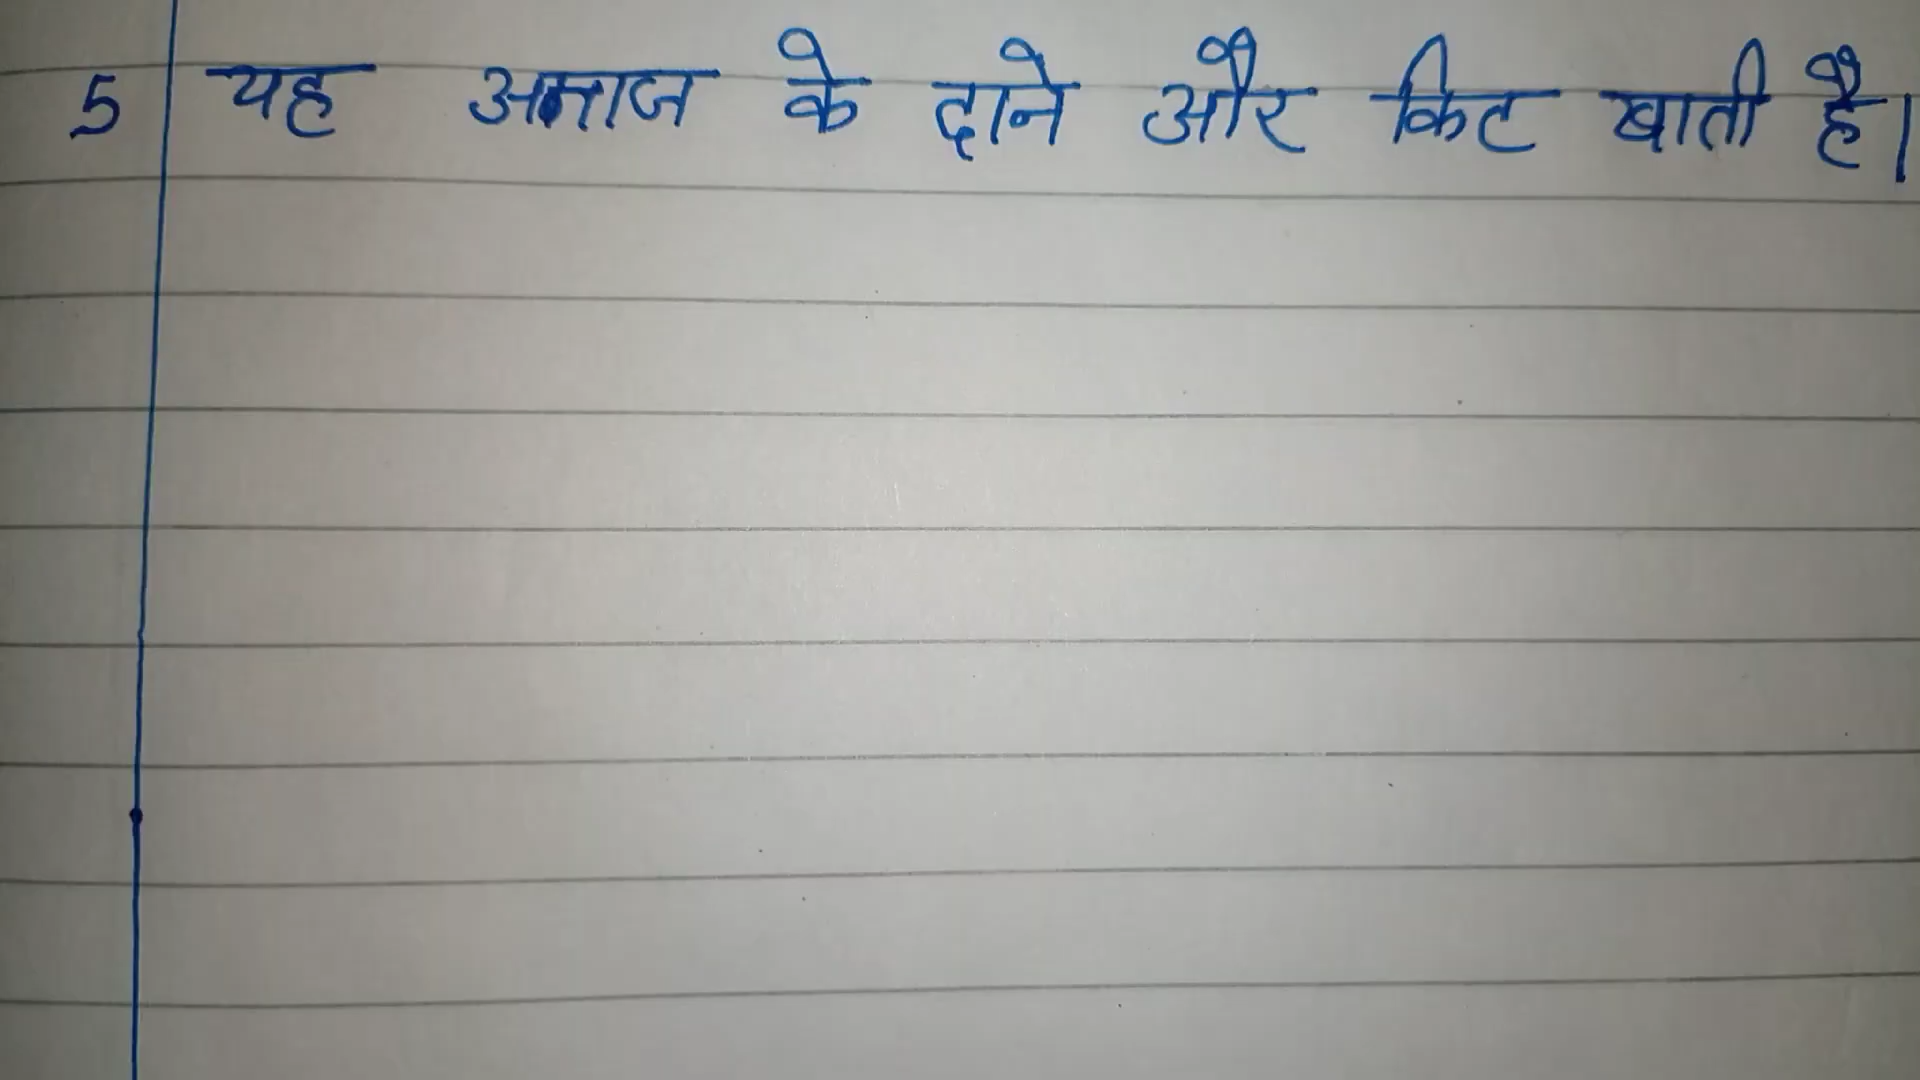 5 यह अनाज के दाने और किट खाती है।